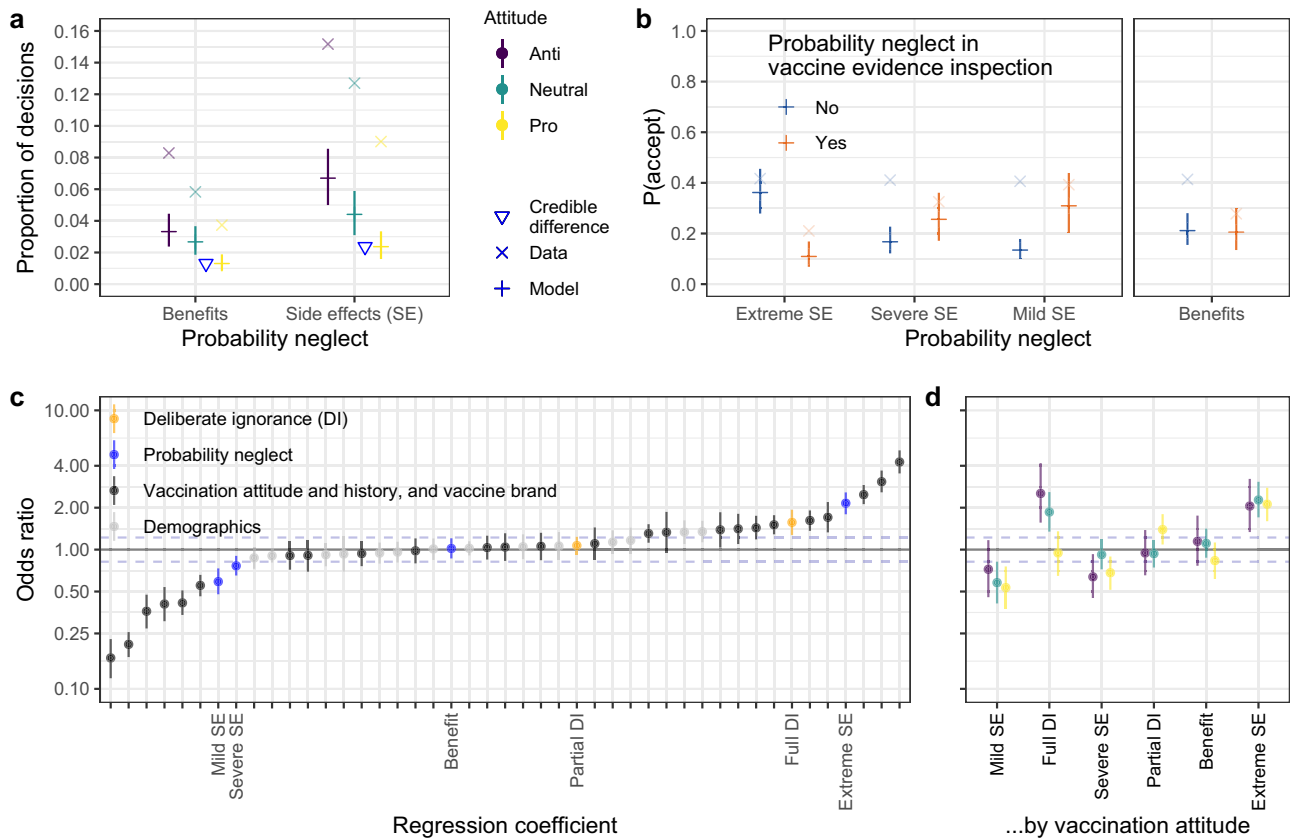 a
0.16
0.14
0.12
0.10
0.08
0.06
0.04
0.02
0.00
Proportion of decisions
Benefits
Side effects (SE)
Probability neglect
Attitude
Anti
Neutral
Pro
Credible
difference
Data
Model
b
1.0
0.8
0.6
0.4
0.2
0.0
P(accept)
Probability neglect in
vaccine evidence inspection
No
Yes
Extreme SE
Severe SE
Mild SE
Benefits
Probability neglect
c
10.00
4.00
2.00
1.00
0.50
0.25
0.10
Odds ratio
Deliberate ignorance (DI)
Probability neglect
Vaccination attitude and history, and vaccine brand
Demographics
Mild SE
Severe SE
Benefit
Partial DI
Full DI
Extreme SE
Regression coefficient
d
Mild SE
Full DI
Severe SE
Partial DI
Benefit
Extreme SE
...by vaccination attitude